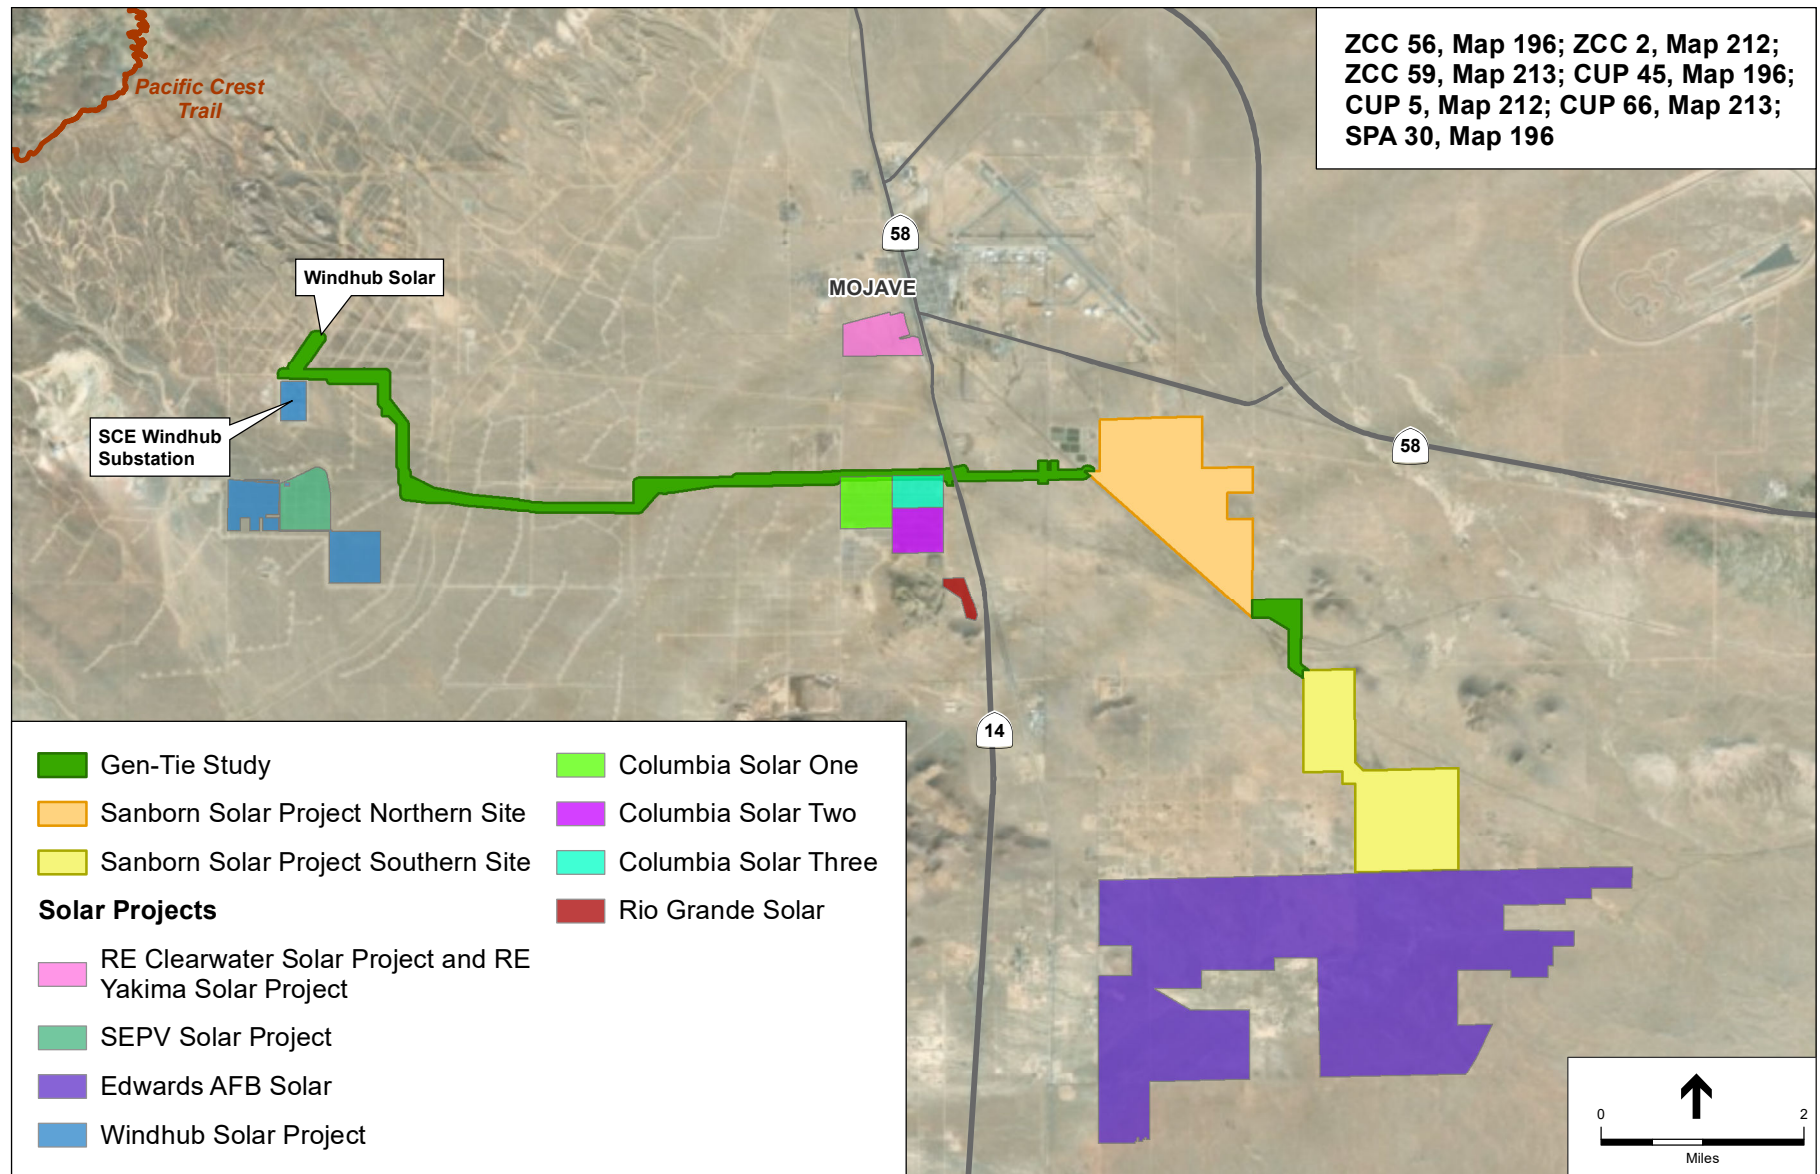 ZCC 56, Map 196; ZCC 2, Map 212;
ZCC 59, Map 213; CUP 45, Map 196;
CUP 5, Map 212; CUP 66, Map 213;
SPA 30, Map 196
Pacific Crest
Trail
58
Windhub Solar
MOJAVE
SCE Windhub
Substation
58
14
Gen-Tie Study
Sanborn Solar Project Northern Site
Sanborn Solar Project Southern Site
Solar Projects
RE Clearwater Solar Project and RE
Yakima Solar Project
SEPV Solar Project
Edwards AFB Solar
Windhub Solar Project
Columbia Solar One
Columbia Solar Two
Columbia Solar Three
Rio Grande Solar
0 2
Miles